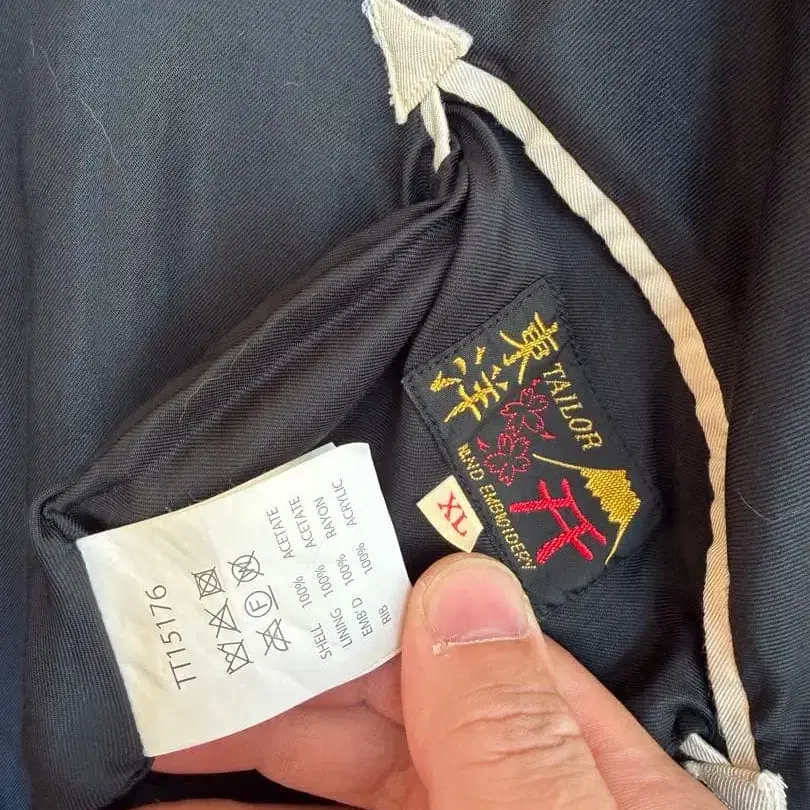 東洋
TAILOR
HAND EMBROIDERY
XL
TT15176
SHELL 100% ACETATE
LINING 100% ACETATE
EMB'D 100% RAYON
RIB 100% ACRYLIC